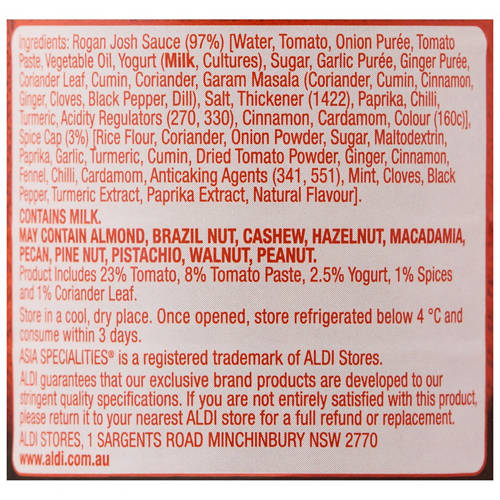 Ingredients: Rogan Josh Sauce (97%) [Water, Tomato, Onion Purée, Tomato
Paste, Vegetable Oil, Yogurt (Milk, Cultures), Sugar, Garlic Purée, Ginger Purée,
Coriander Leaf, Cumin, Coriander, Garam Masala (Coriander, Cumin, Cinnamon,
Ginger, Cloves, Black Pepper, Dill), Salt, Thickener (1422), Paprika, Chilli,
Turmeric, Acidity Regulators (270, 330), Cinnamon, Cardamom, Colour (160c)],
Spice Cap (3%) [Rice Flour, Coriander, Onion Powder, Sugar, Maltodextrin,
Paprika, Garlic, Turmeric, Cumin, Dried Tomato Powder, Ginger, Cinnamon,
Fennel, Chilli, Cardamom, Anticaking Agents (341, 551), Mint, Cloves, Black
Pepper, Turmeric Extract, Paprika Extract, Natural Flavour].
CONTAINS MILK.
MAY CONTAIN ALMOND, BRAZIL NUT, CASHEW, HAZELNUT, MACADAMIA,
PECAN, PINE NUT, PISTACHIO, WALNUT, PEANUT.
Product Includes 23% Tomato, 8% Tomato Paste, 2.5% Yogurt, 1% Spices
and 1% Coriander Leaf.
Store in a cool, dry place. Once opened, store refrigerated below 4 °C and
consume within 3 days.
ASIA SPECIALITIES® is a registered trademark of ALDI Stores.
ALDI guarantees that our exclusive brand products are developed to our
stringent quality specifications. If you are not entirely satisfied with this product,
please return it to your nearest ALDI store for a full refund or replacement.
ALDI STORES, 1 SARGENTS ROAD MINCHINBURY NSW 2770
www.aldi.com.au